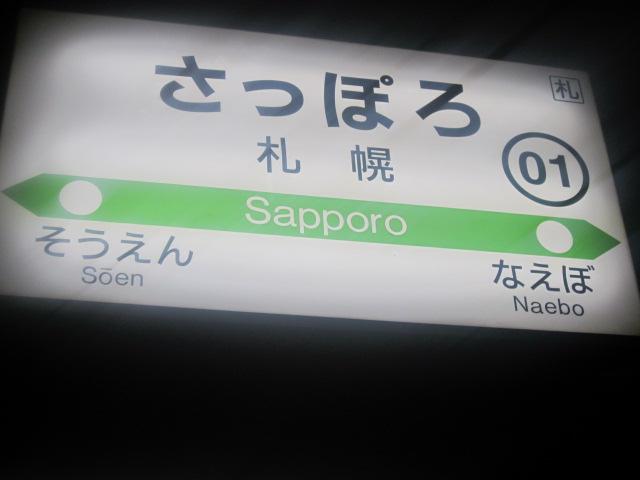 さっぽろ
札
札幌
01
Sapporo
そうえん
Sōen
なえぼ
Naebo